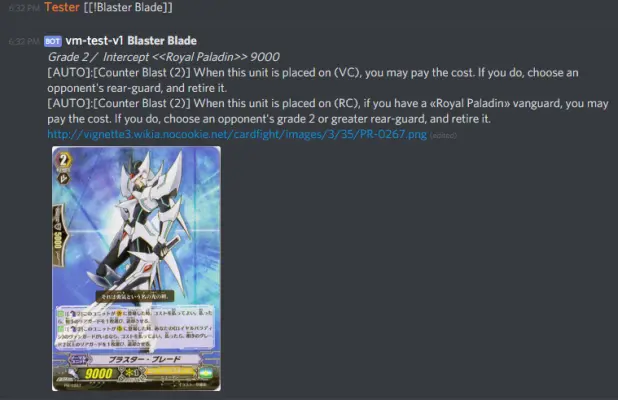 6:32 PM Tester [[!Blaster Blade]]
6:32 PM BOT vm-test-v1 Blaster Blade
Grade 2 / Intercept <<Royal Paladin>> 9000
[AUTO]:[Counter Blast (2)] When this unit is placed on (VC), you may pay the cost. If you do, choose an
opponent's rear-guard, and retire it.
[AUTO]:[Counter Blast (2)] When this unit is placed on (RC), if you have a «Royal Paladin» vanguard, you may
pay the cost. If you do, choose an opponent's grade 2 or greater rear-guard, and retire it.
http://vignette3.wikia.nocookie.net/cardfight/images/3/35/PR-0267.png (edited)
2
5000
それは勇気という名の光の剣。
ブラスター・ブレード
9000